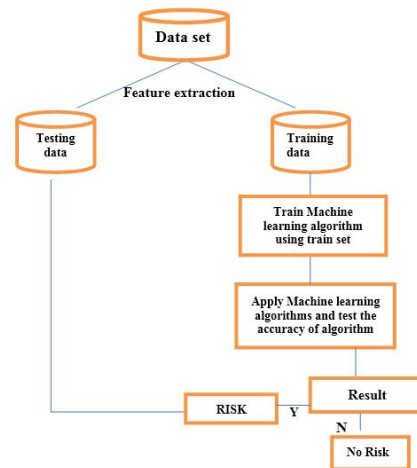 Data set
Feature extraction
Testing
data
Training
data
Train Machine
learning algorithm
using train set
Apply Machine learning
algorithms and test the
accuracy of algorithm
Result
RISK
Y
N
No Risk